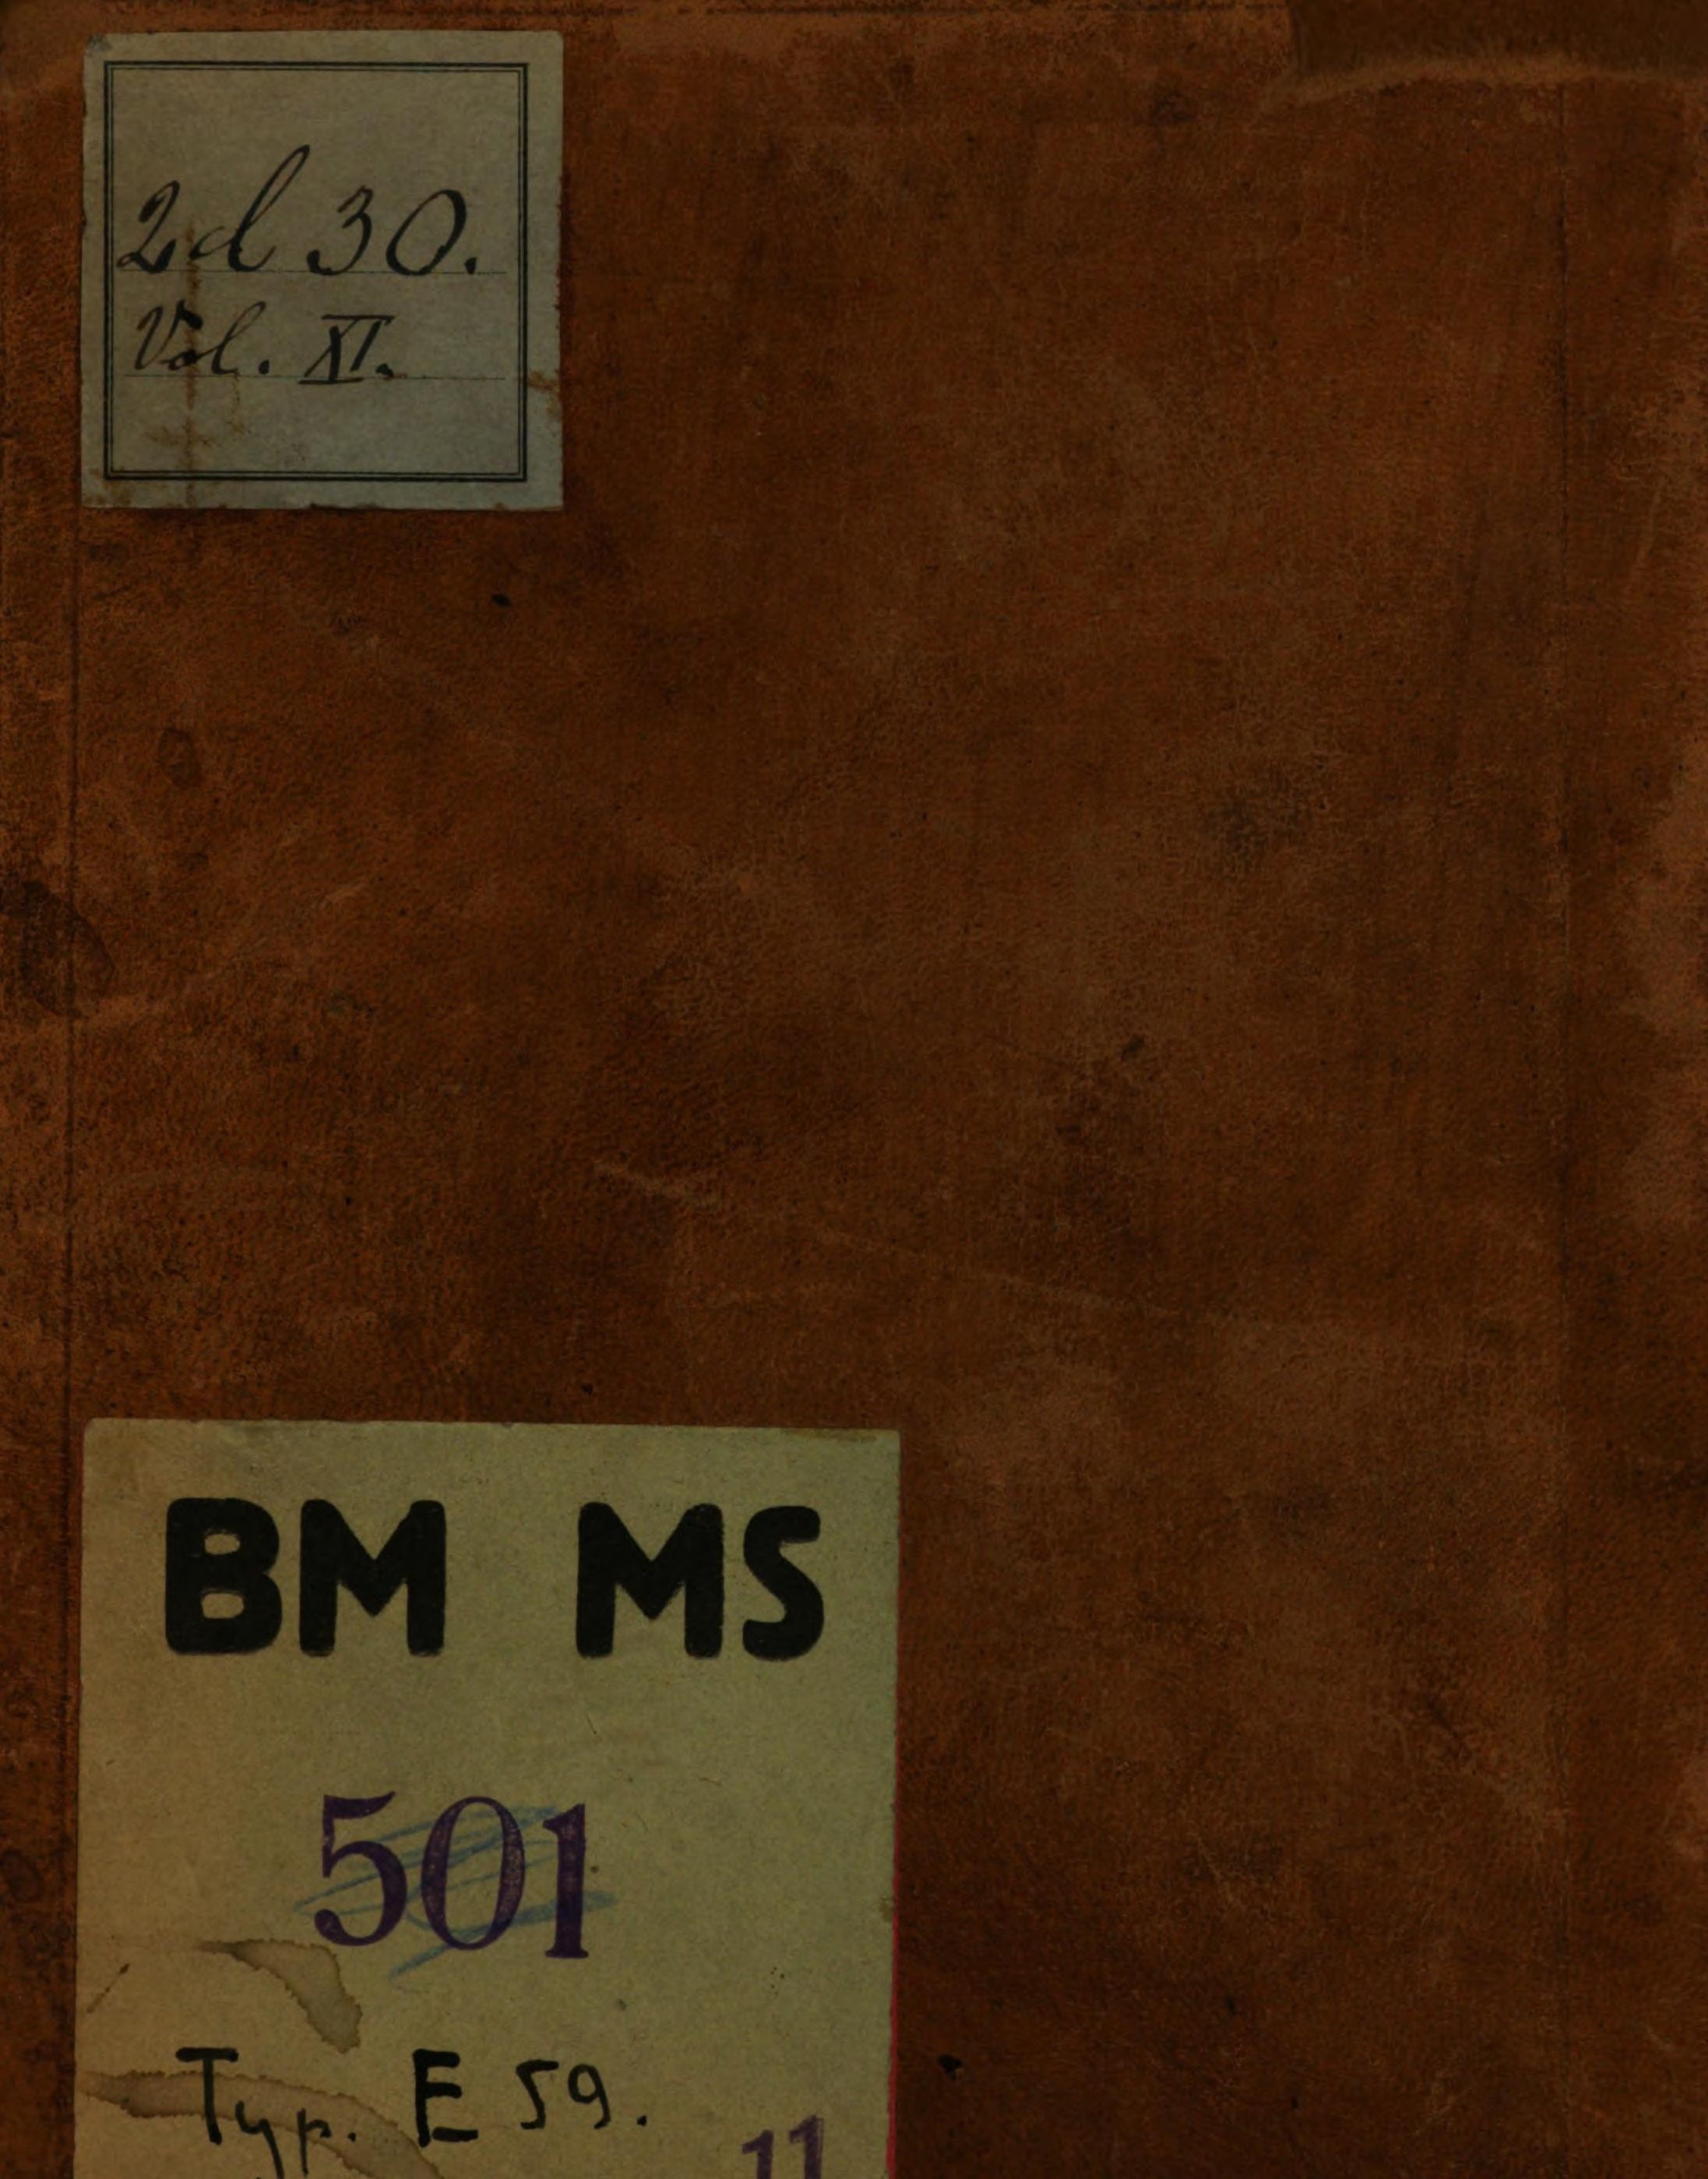 2d 30.
Vol. XI.
BM MS
501
Typ. E 59.
11